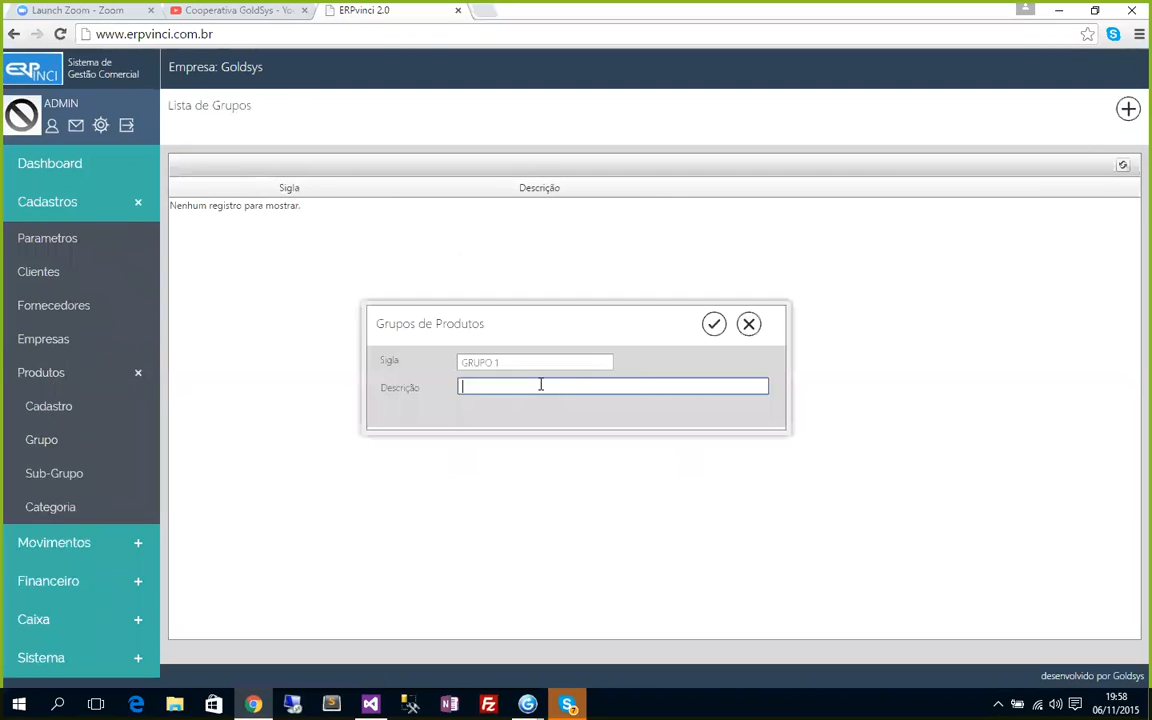 Launch Zoom - Zoom
Cooperativa GoldSys - Yo
ERPvinci 2.0
www.erpvinci.com.br
ERPVINCI
Sistema de
Gestão Comercial
Empresa: Goldsys
ADMIN
Lista de Grupos
Dashboard
Cadastros
Parametros
Clientes
Fornecedores
Empresas
Produtos
Cadastro
Grupo
Sub-Grupo
Categoria
Movimentos
Financeiro
Caixa
Sistema
Sigla
Descrição
Nenhum registro para mostrar.
Grupos de Produtos
Sigla
GRUPO 1
Descrição
desenvolvido por Goldsys
19:58
06/11/2015